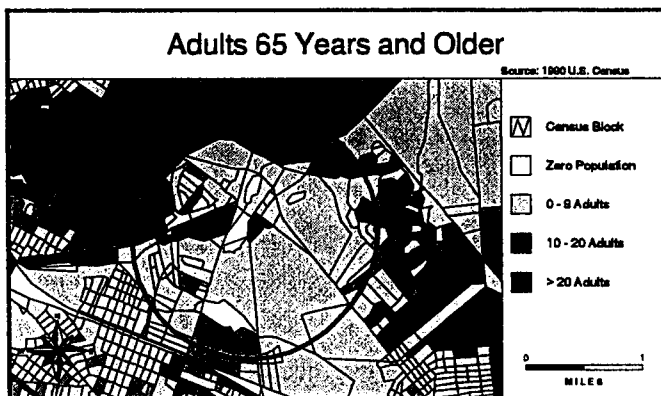 Adults 65 Years and Older
Source: 1990 U.S. Census
Census Block
Zero Population
0 - 9 Adults
10 - 20 Adults
> 20 Adults
0 1
MILES